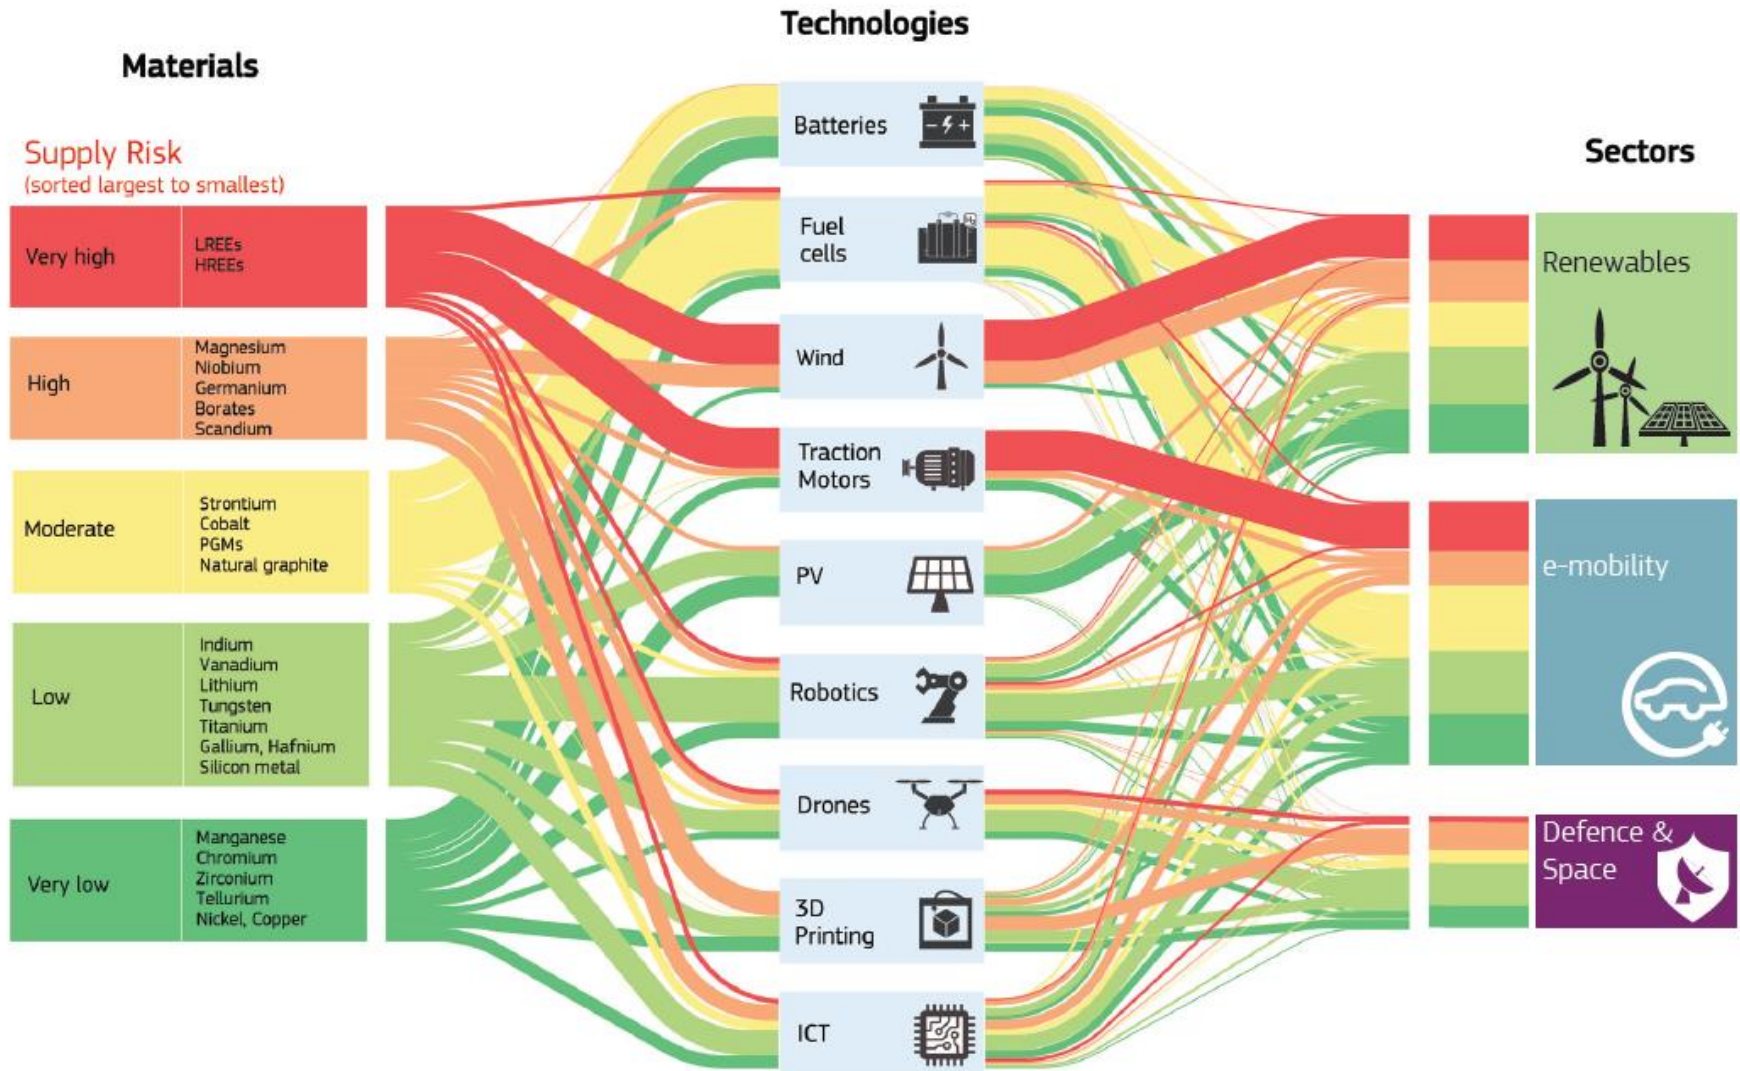 Technologies
Materials
Supply Risk
(sorted largest to smallest)
Very high
LREEs
HREEs
High
Magnesium
Niobium
Germanium
Borates
Scandium
Moderate
Strontium
Cobalt
PGMs
Natural graphite
Low
Indium
Vanadium
Lithium
Tungsten
Titanium
Gallium, Hafnium
Silicon metal
Very low
Manganese
Chromium
Zirconium
Tellurium
Nickel, Copper
Batteries
Fuel
cells
Wind
Traction
Motors
PV
Robotics
Drones
3D
Printing
ICT
Sectors
Renewables
e-mobility
Defence &
Space